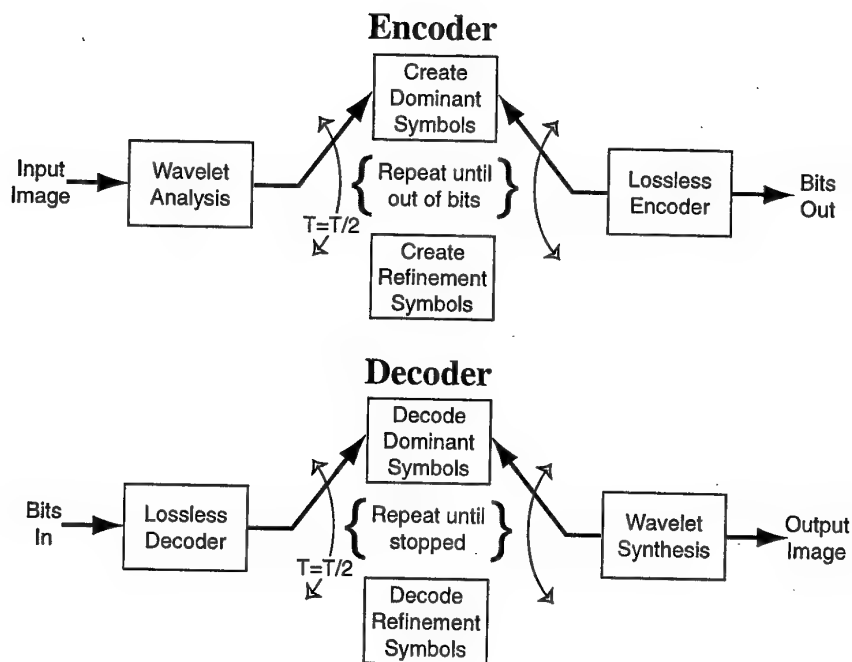 Encoder
Create
Dominant
Symbols
Input
Image
Wavelet
Analysis
{ Repeat until
out of bits }
T=T/2
Lossless
Encoder
Bits
Out
Create
Refinement
Symbols
Decoder
Decode
Dominant
Symbols
Bits
In
Lossless
Decoder
{ Repeat until
stopped }
T=T/2
Wavelet
Synthesis
Output
Image
Decode
Refinement
Symbols